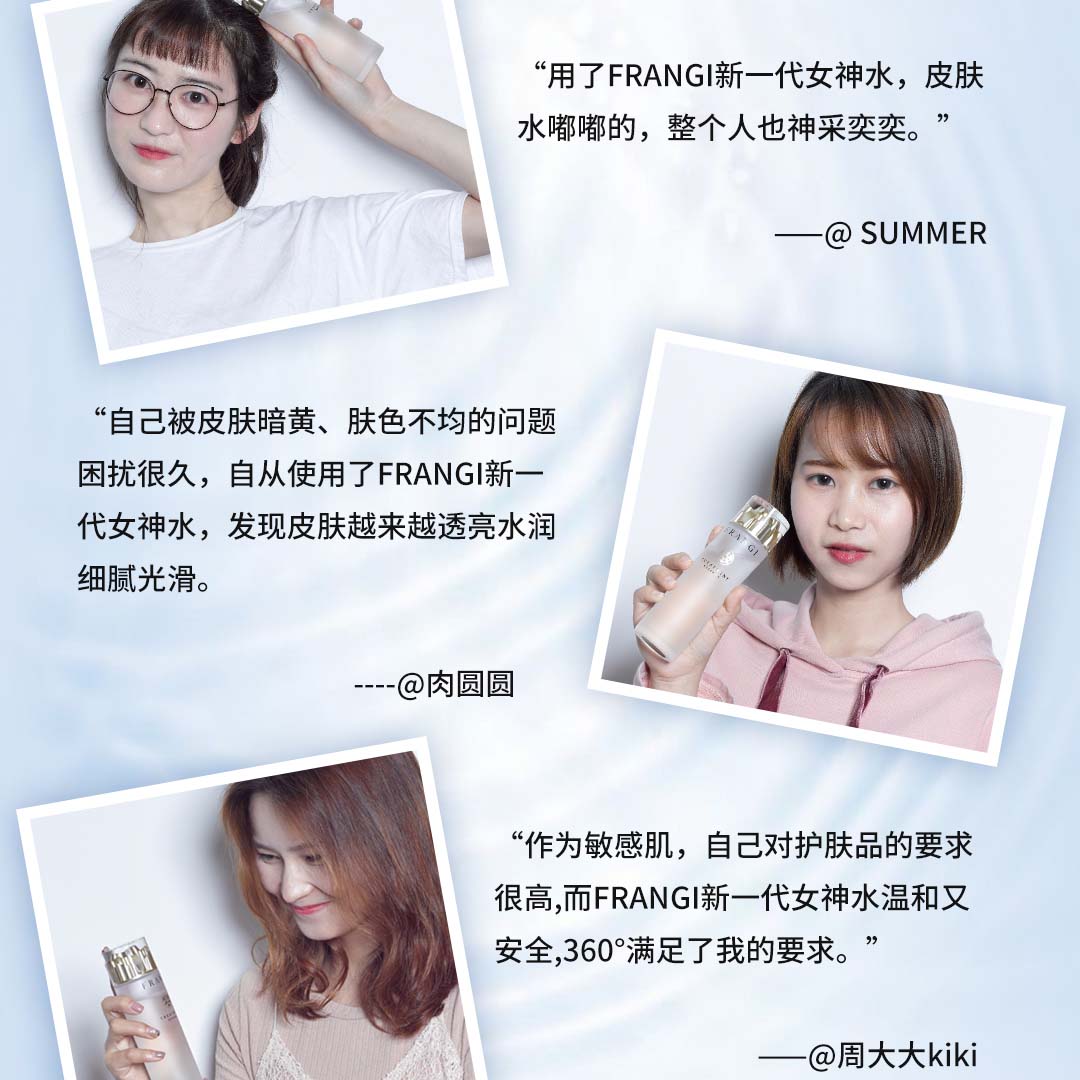 “用了FRANGI新一代女神水，皮肤
水嘟嘟的，整个人也神采奕奕。”
——@ SUMMER
“自己被皮肤暗黄、肤色不均的问题
困扰很久，自从使用了FRANGI新一
代女神水，发现皮肤越来越透亮水润
细腻光滑。
----@肉圆圆
FRANGI
“作为敏感肌，自己对护肤品的要求
很高,而FRANGI新一代女神水温和又
安全,360°满足了我的要求。”
——@周大大kiki
FRANGI